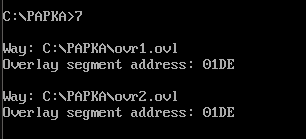 C:\PAPKA>7
Way: C:\PAPKA\ovr1.ovl
Overlay segment address: 01DE
Way: C:\PAPKA\ovr2.ovl
Overlay segment address: 01DE